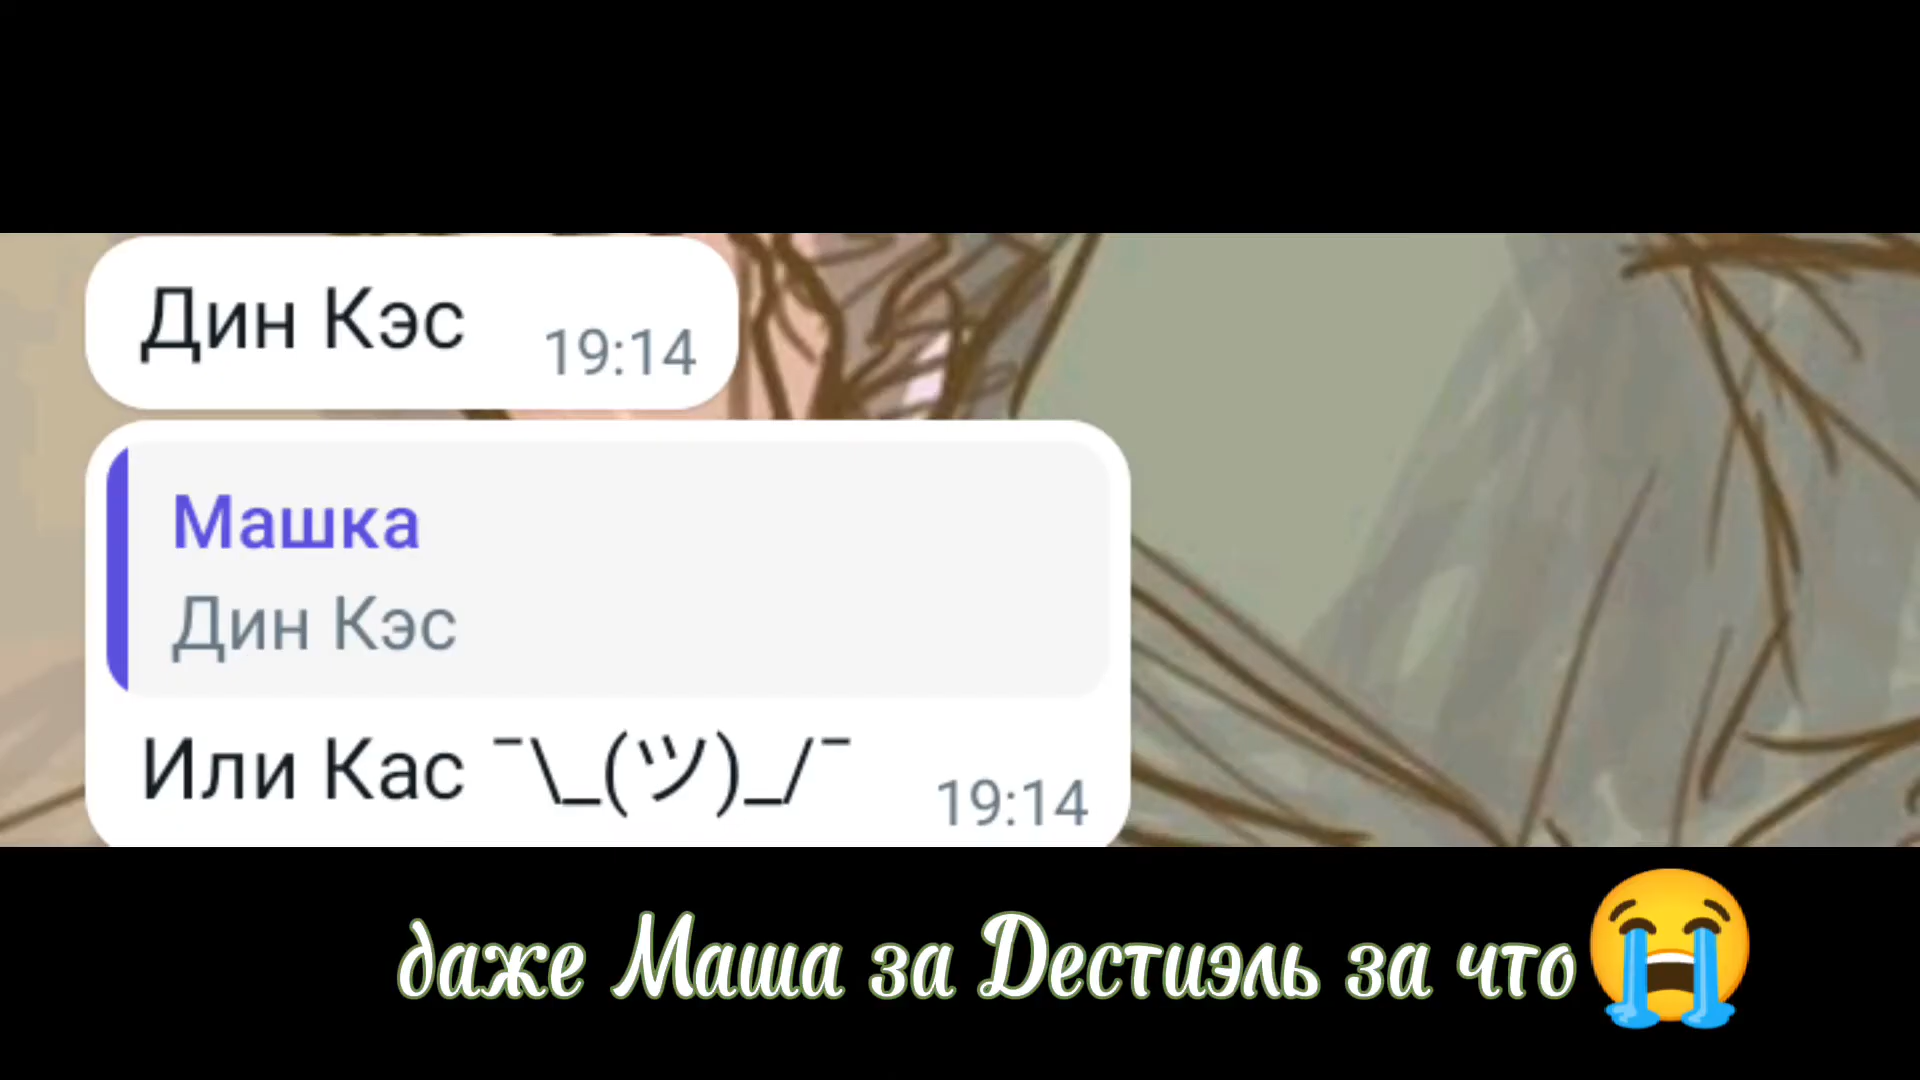 Дин Кэс
19:14
Машка
Дин Кэс
Или Кас ¯\_(ツ)_/¯
19:14
даже Маша за Дестиэль за что😭